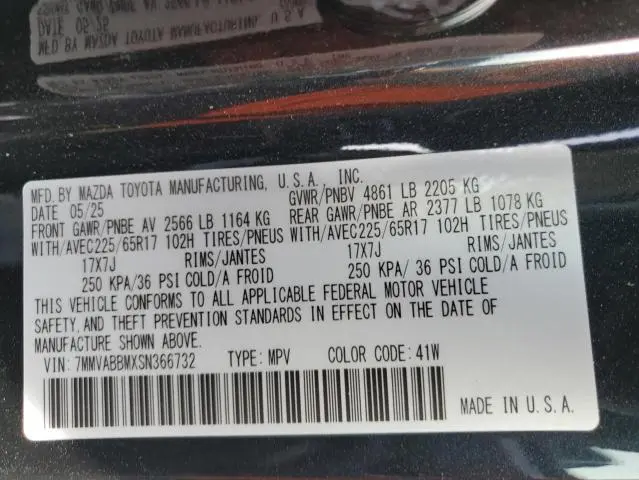 MFD. BY MAZDA TOYOTA MANUFACTURING, U.S.A. INC.
DATE 05/25 GVWR/PNBV 4861 LB 2205 KG
FRONT GAWR/PNBE AV 2566 LB 1164 KG REAR GAWR/PNBE AR 2377 LB 1078 KG
WITH/AVEC225/65R17 102H TIRES/PNEUS WITH/AVEC225/65R17 102H TIRES/PNEUS
17X7J RIMS/JANTES 17X7J RIMS/JANTES
250 KPA/36 PSI COLD/A FROID 250 KPA/ 36 PSI COLD/A FROID
THIS VEHICLE CONFORMS TO ALL APPLICABLE FEDERAL MOTOR VEHICLE
SAFETY, AND THEFT PREVENTION STANDARDS IN EFFECT ON THE DATE OF
MANUFACTURE SHOWN ABOVE.
VIN: 7MMVABBMXSN366732 TYPE: MPV COLOR CODE: 41W
MADE IN U.S.A.